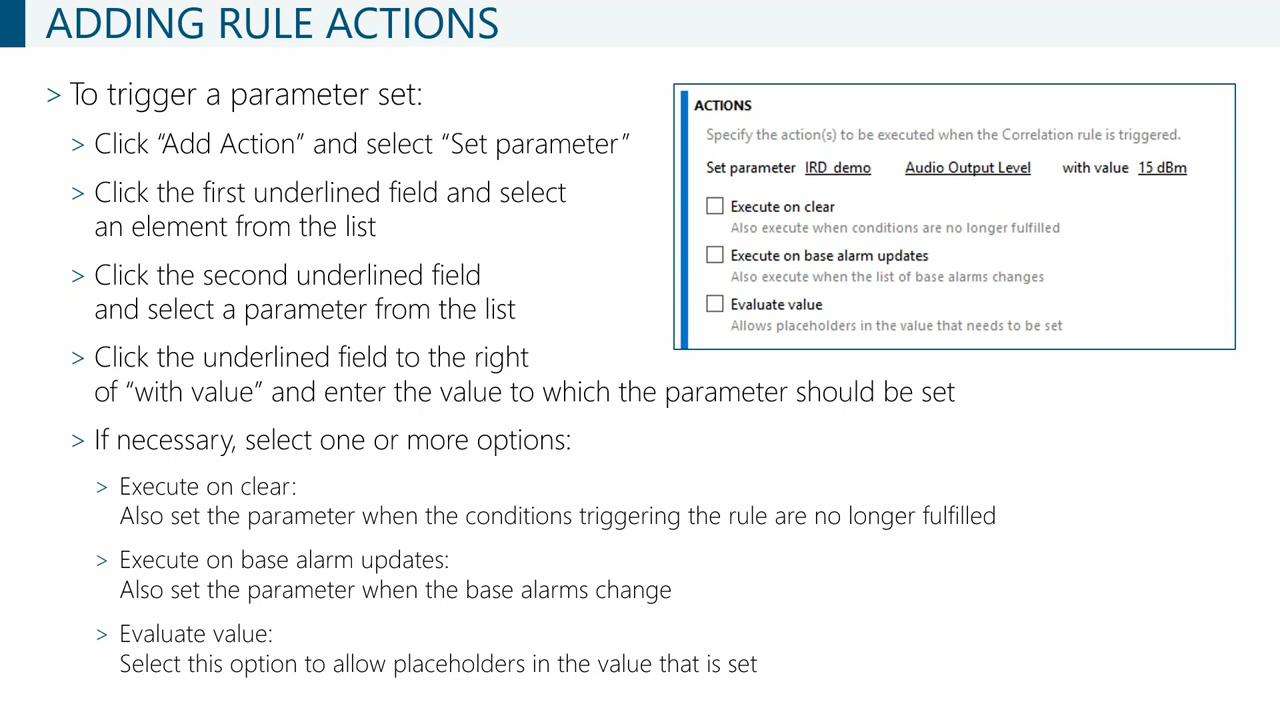 ADDING RULE ACTIONS
> To trigger a parameter set:
> Click “Add Action” and select “Set parameter”
> Click the first underlined field and select
an element from the list
> Click the second underlined field
and select a parameter from the list
> Click the underlined field to the right
of “with value” and enter the value to which the parameter should be set
> If necessary, select one or more options:
> Execute on clear:
Also set the parameter when the conditions triggering the rule are no longer fulfilled
> Execute on base alarm updates:
Also set the parameter when the base alarms change
> Evaluate value:
Select this option to allow placeholders in the value that is set
ACTIONS
Specify the action(s) to be executed when the Correlation rule is triggered.
Set parameter IRD demo Audio Output Level with value 15 dBm
Execute on clear
Also execute when conditions are no longer fulfilled
Execute on base alarm updates
Also execute when the list of base alarms changes
Evaluate value
Allows placeholders in the value that needs to be set